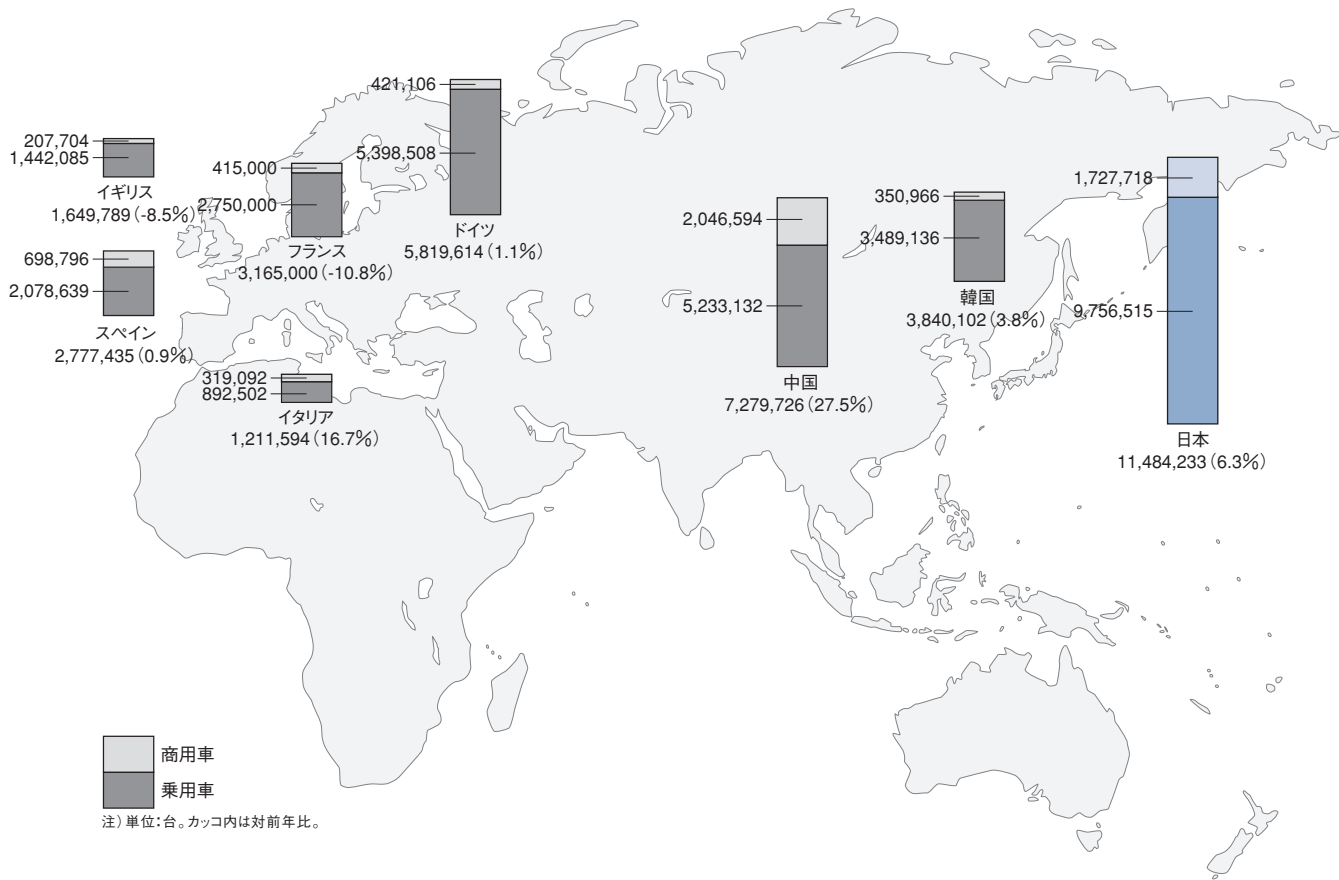 207,704
1,442,085
イギリス
1,649,789(-8.5%)
698,796
2,078,639
スペイン
2,777,435(0.9%)
415,000
2,750,000
フランス
3,165,000(-10.8%)
421,106
5,398,508
ドイツ
5,819,614(1.1%)
319,092
892,502
イタリア
1,211,594(16.7%)
2,046,594
5,233,132
中国
7,279,726(27.5%)
350,966
3,489,136
韓国
3,840,102(3.8%)
1,727,718
9,756,515
日本
11,484,233(6.3%)
商用車
乗用車
注)単位:台。カッコ内は対前年比。